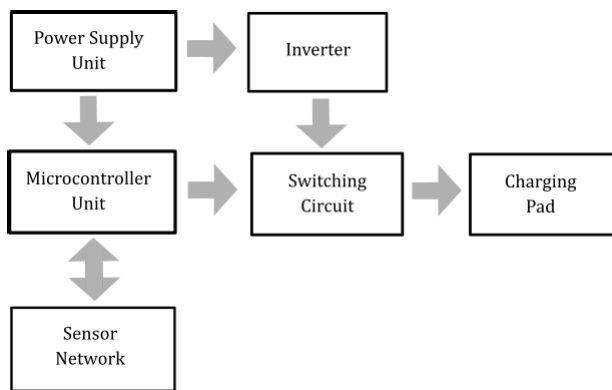 Power Supply
Unit
Inverter
Microcontroller
Unit
Switching
Circuit
Charging
Pad
Sensor
Network